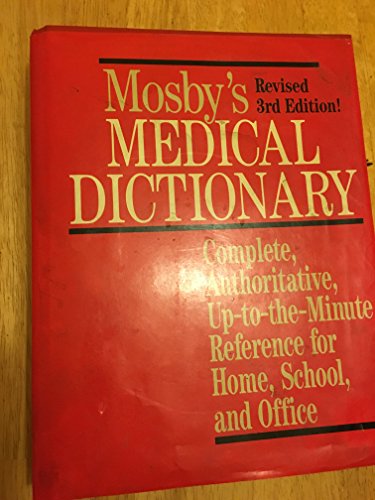 Mosby's
Revised
3rd Edition!
MEDICAL
DICTIONARY
Complete,
Authoritative,
Up-to-the-Minute
Reference for
Home, School,
and Office